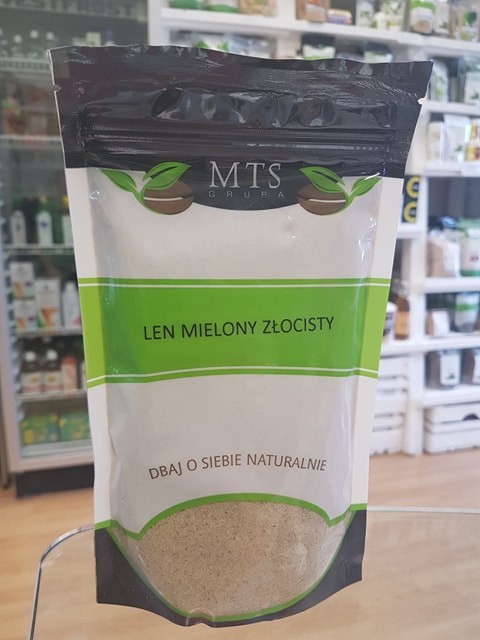 MTS
GRUPA
LEN MIELONY ZŁOCISTY
DBAJ O SIEBIE NATURALNIE